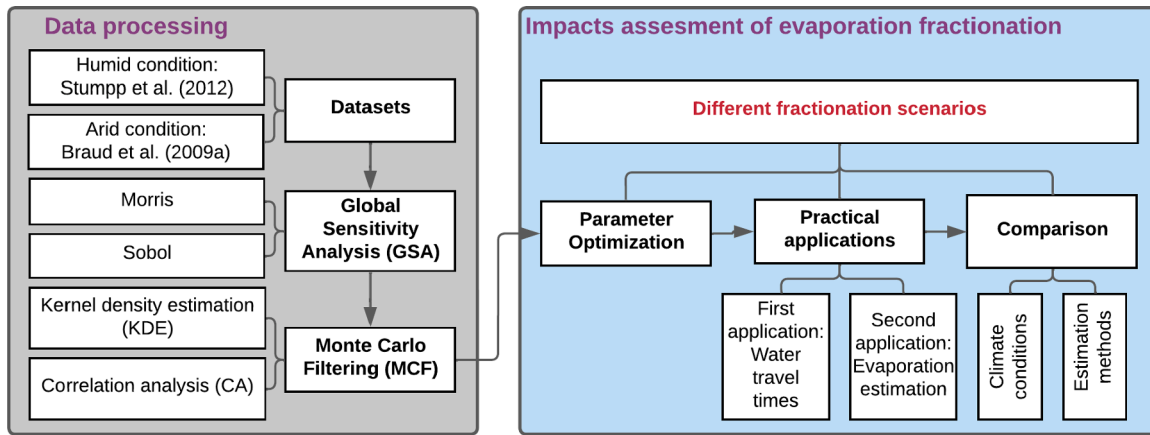 Data processing
Humid condition:
Stumpp et al. (2012)
Arid condition:
Braud et al. (2009a)
Datasets
Morris
Sobol
Global
Sensitivity
Analysis (GSA)
Kernel density estimation
(KDE)
Correlation analysis (CA)
Monte Carlo
Filtering (MCF)
Impacts assesment of evaporation fractionation
Different fractionation scenarios
Parameter
Optimization
Practical
applications
Comparison
First
application:
Water
travel
times
Second
application:
Evaporation
estimation
Climate
conditions
Estimation
methods